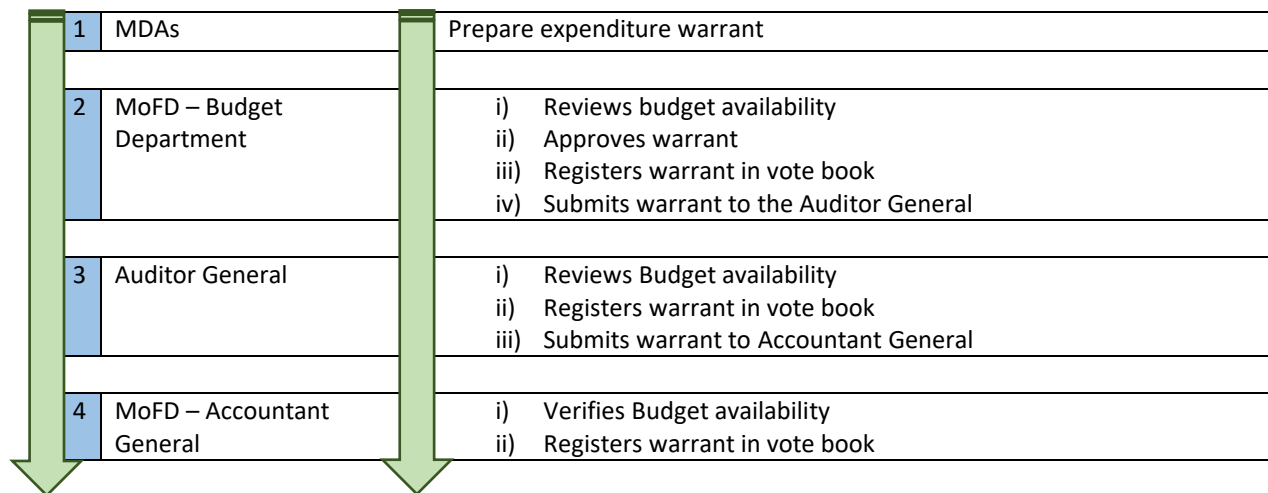 1 MDAs Prepare expenditure warrant
2 MoFD – Budget Department
i) Reviews budget availability
ii) Approves warrant
iii) Registers warrant in vote book
iv) Submits warrant to the Auditor General
3 Auditor General
i) Reviews Budget availability
ii) Registers warrant in vote book
iii) Submits warrant to Accountant General
4 MoFD – Accountant General
i) Verifies Budget availability
ii) Registers warrant in vote book